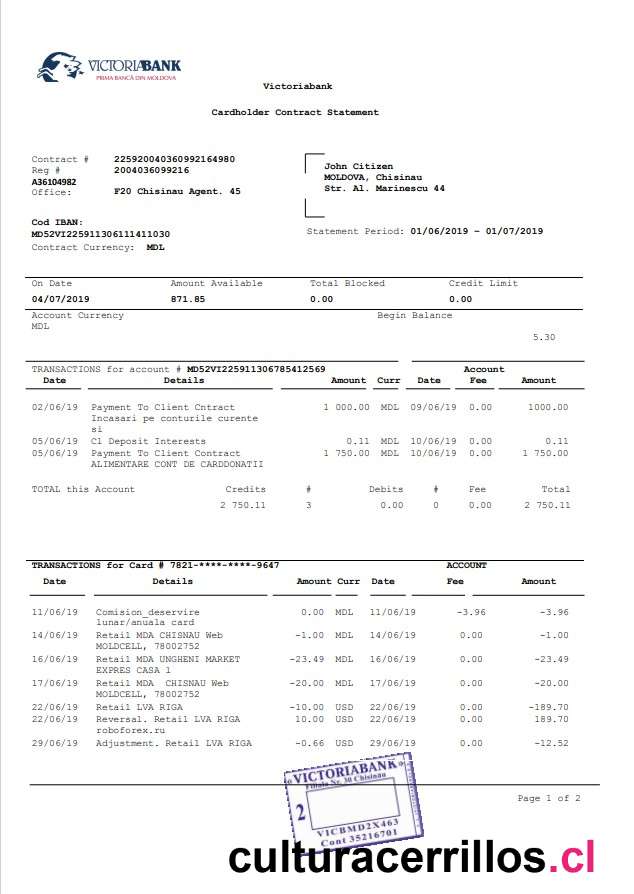 VICTORIABANK
PRIMA BANCĂ DIN MOLDOVA
Victoriabank
Cardholder Contract Statement
Contract # 225920040360992164980
Reg # 2004036099216
A36104982
Office: F20 Chisinau Agent. 45
John Citizen
MOLDOVA, Chisinau
Str. Al. Marinescu 44
Cod IBAN:
MD52VI225911306111411030
Contract Currency: MDL
Statement Period: 01/06/2019 – 01/07/2019
On Date Amount Available Total Blocked Credit Limit
04/07/2019 871.85 0.00 0.00
Account Currency Begin Balance
MDL
5.30
TRANSACTIONS for account # MD52VI225911306785412569 Account
Date Details Amount Curr Date Fee Amount
02/06/19 Payment To Client Cntract 1 000.00 MDL 09/06/19 0.00 1000.00
Incasari pe conturile curente
si
05/06/19 Cl Deposit Interests 0.11 MDL 10/06/19 0.00 0.11
05/06/19 Payment To Client Contract 1 750.00 MDL 10/06/19 0.00 1 750.00
ALIMENTARE CONT DE CARDDONATII
TOTAL this Account Credits # Debits # Fee Total
2 750.11 3 0.00 0 0.00 2 750.11
TRANSACTIONS for Card # 7821-****-****-9647 ACCOUNT
Date Details Amount Curr Date Fee Amount
11/06/19 Comision_deservire 0.00 MDL 11/06/19 -3.96 -3.96
lunar/anuala card
14/06/19 Retail MDA CHISNAU Web -1.00 MDL 14/06/19 0.00 -1.00
MOLDCELL, 78002752
16/06/19 Retail MDA UNGHENI MARKET -23.49 MDL 16/06/19 0.00 -23.49
EXPRES CASA 1
17/06/19 Retail MDA CHISNAU Web -20.00 MDL 17/06/19 0.00 -20.00
MOLDCELL, 78002752
22/06/19 Retail LVA RIGA -10.00 USD 22/06/19 0.00 -189.70
22/06/19 Reversal. Retail LVA RIGA 10.00 USD 22/06/19 0.00 189.70
roboforex.ru
29/06/19 Adjustment. Retail LVA RIGA -0.66 USD 29/06/19 0.00 -12.52
VICTORIABANK
Filiala Nr. 30 Chisinau
2
VICBMD2X463
Cont 35216701
Page 1 of 2
culturacerrillos.cl